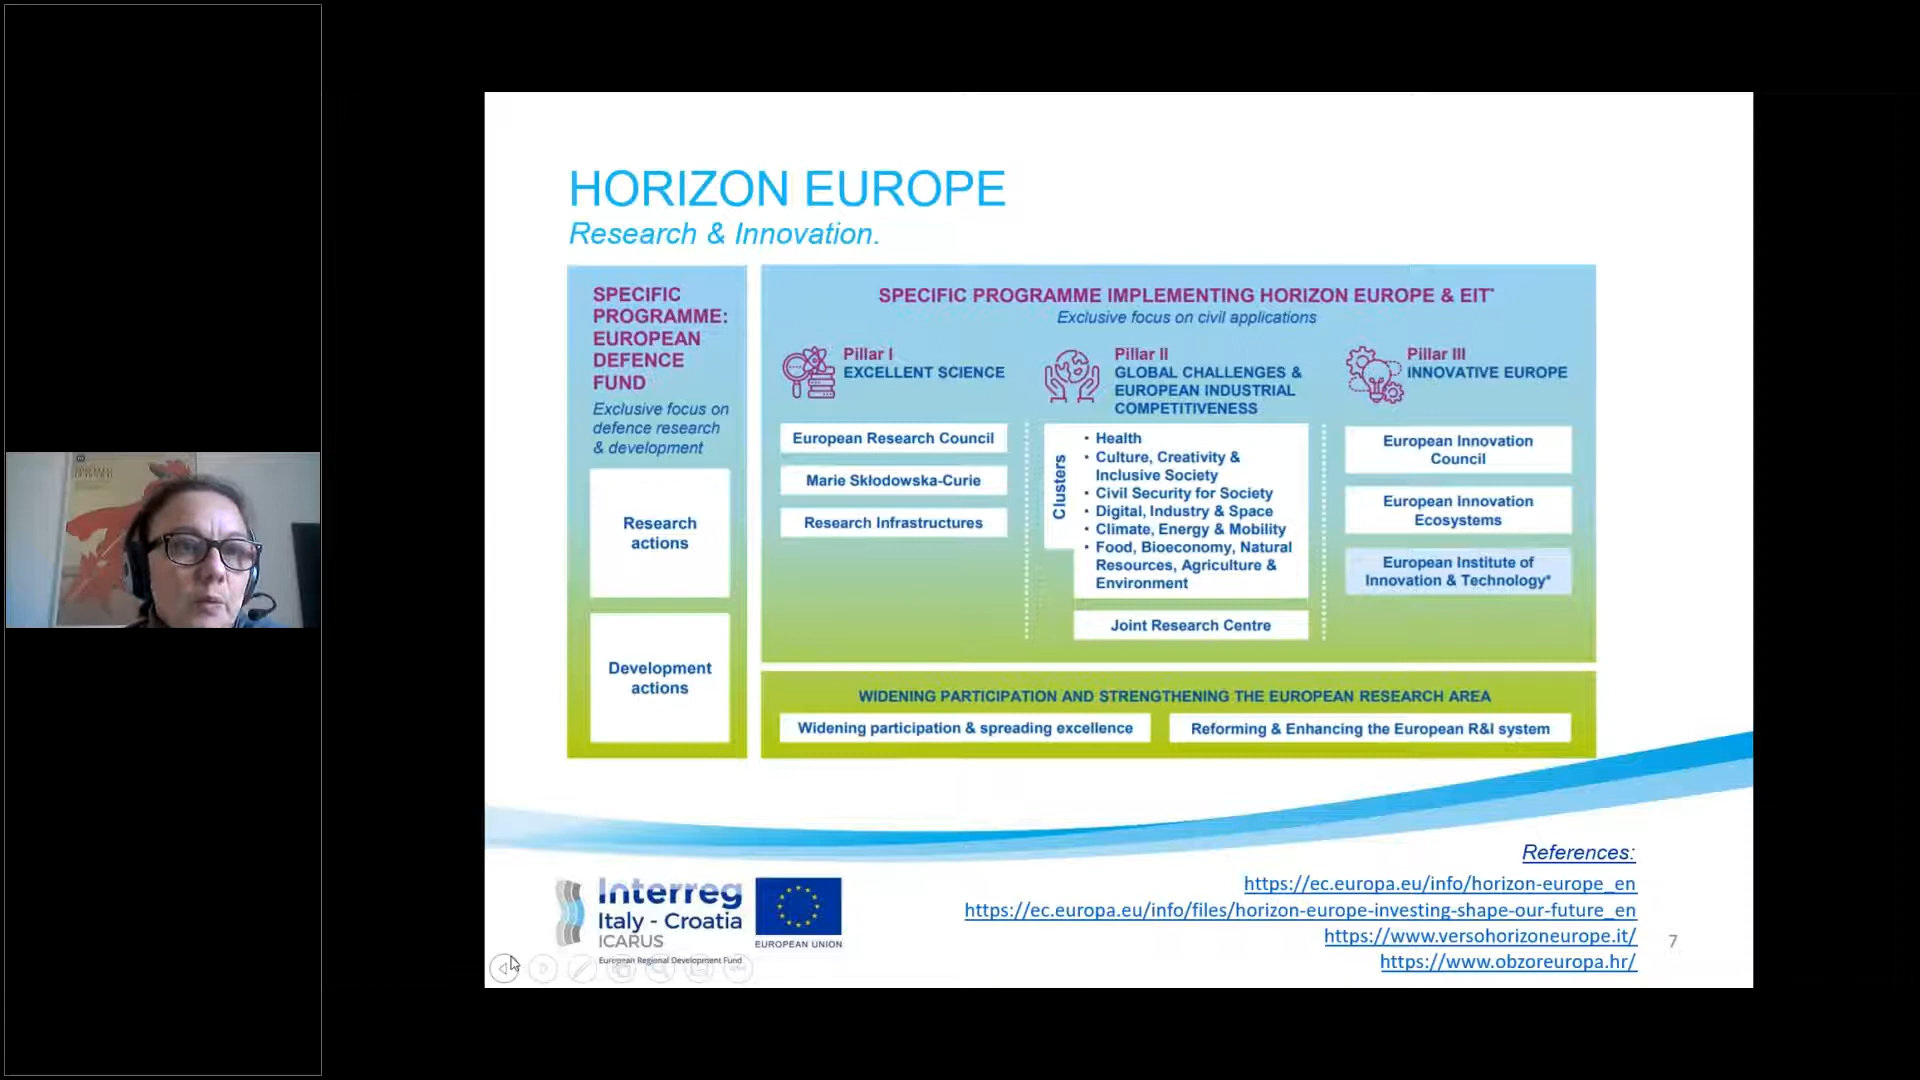 HORIZON EUROPE
Research & Innovation.
SPECIFIC
PROGRAMME:
EUROPEAN
DEFENCE
FUND
Exclusive focus on
defence research
& development
Research
actions
Development
actions
SPECIFIC PROGRAMME IMPLEMENTING HORIZON EUROPE & EIT*
Exclusive focus on civil applications
Pillar I
EXCELLENT SCIENCE
European Research Council
Marie Skłodowska-Curie
Research Infrastructures
Pillar II
GLOBAL CHALLENGES &
EUROPEAN INDUSTRIAL
COMPETITIVENESS
Clusters
• Health
• Culture, Creativity &
Inclusive Society
• Civil Security for Society
• Digital, Industry & Space
• Climate, Energy & Mobility
• Food, Bioeconomy, Natural
Resources, Agriculture &
Environment
Joint Research Centre
Pillar III
INNOVATIVE EUROPE
European Innovation
Council
European Innovation
Ecosystems
European Institute of
Innovation & Technology*
WIDENING PARTICIPATION AND STRENGTHENING THE EUROPEAN RESEARCH AREA
Widening participation & spreading excellence
Reforming & Enhancing the European R&I system
References:
https://ec.europa.eu/info/horizon-europe_en
https://ec.europa.eu/info/files/horizon-europe-investing-shape-our-future_en
https://www.versohorizoneurope.it/
https://www.obzoreuropa.hr/
7
Interreg
Italy - Croatia
ICARUS
EUROPEAN UNION
European Regional Development Fund